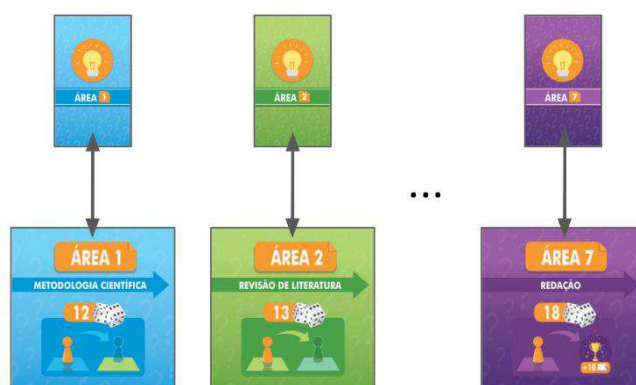 ÁREA 1
ÁREA 2
ÁREA 7
...
ÁREA 1
METODOLOGIA CIENTÍFICA
12
ÁREA 2
REVISÃO DE LITERATURA
13
ÁREA 7
REDAÇÃO
18
+10